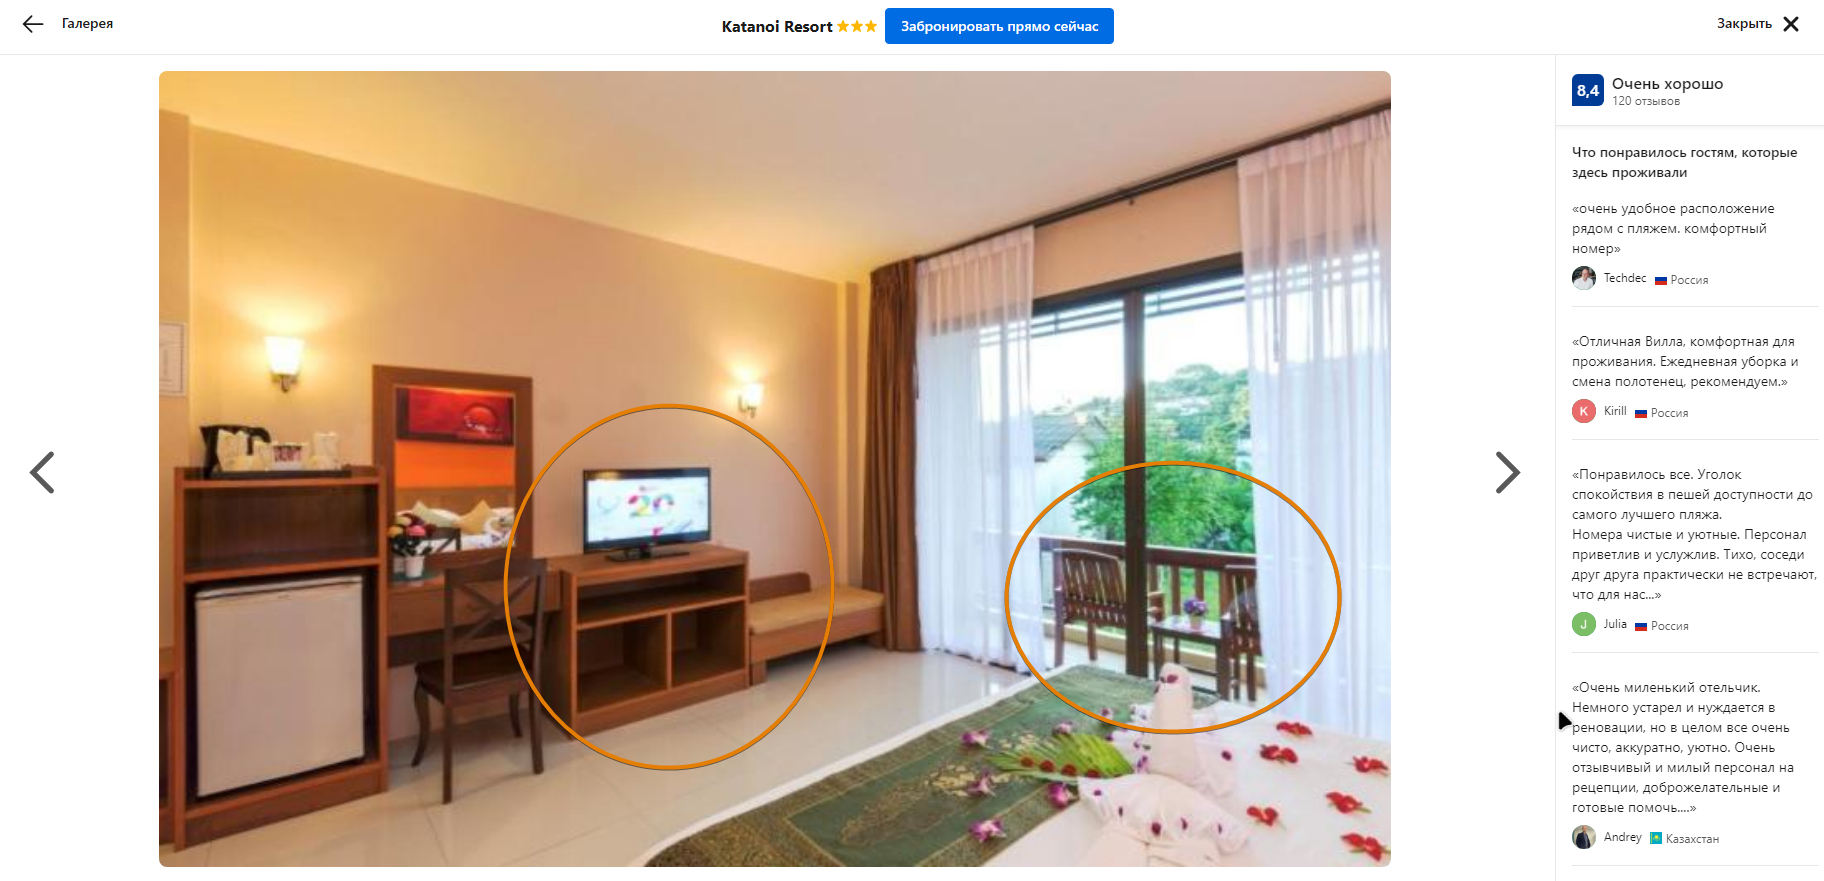 Галерея
Katanoi Resort
Забронировать прямо сейчас
Закрыть
20
8,4
Очень хорошо
120 отзывов
Что понравилось гостям, которые
здесь проживали
«очень удобное расположение
рядом с пляжем. комфортный
номер»
Techdec Россия
«Отличная Вилла, комфортная для
проживания. Ежедневная уборка и
смена полотенец, рекомендуем.»
K Kirill Россия
«Понравилось все. Уголок
спокойствия в пешей доступности до
самого лучшего пляжа.
Номера чистые и уютные. Персонал
приветлив и услужлив. Тихо, соседи
друг друга практически не встречают,
что для нас...»
J Julia Россия
«Очень миленький отельчик.
Немного устарел и нуждается в
реновации, но в целом все очень
чисто, аккуратно, уютно. Очень
отзывчивый и милый персонал на
рецепции, доброжелательные и
готовые помочь....»
Andrey Казахстан